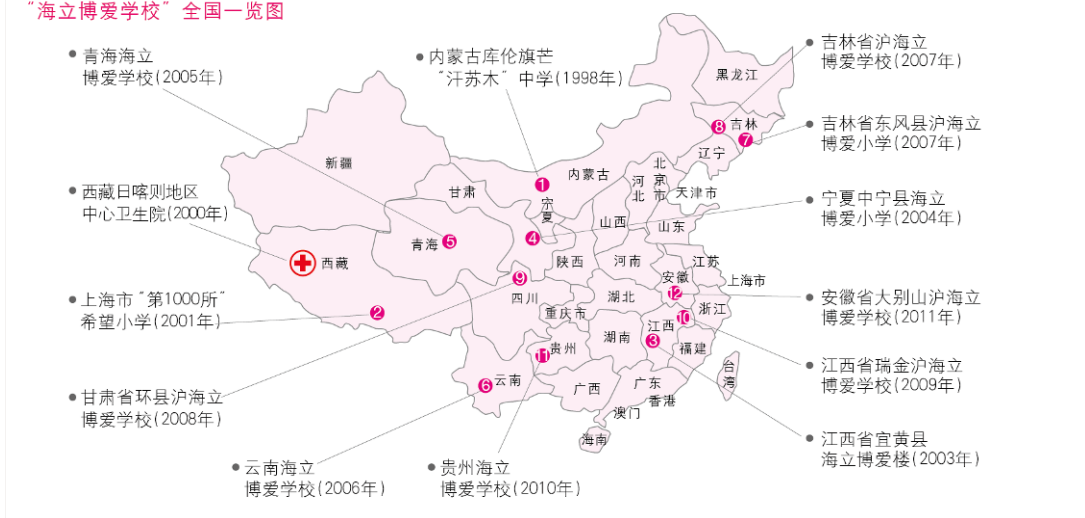 “海立博爱学校”全国一览图
青海海立
博爱学校(2005年)
内蒙古库伦旗芒
“汗苏木”中学(1998年)
吉林省沪海立
博爱学校(2007年)
吉林省东风县沪海立
博爱小学(2007年)
西藏日喀则地区
中心卫生院(2000年)
宁夏中宁县海立
博爱小学(2004年)
上海市“第1000所”
希望小学(2001年)
安徽省大别山沪海立
博爱学校(2011年)
江西省瑞金沪海立
博爱学校(2009年)
甘肃省环县沪海立
博爱学校(2008年)
江西省宜黄县
海立博爱楼(2003年)
云南海立
博爱学校(2006年)
贵州海立
博爱学校(2010年)
黑龙江
8
吉林
7
辽宁
新疆
内蒙古
北京市
河北
天津市
甘肃
1
宁夏
山西
山东
青海
5
4
陕西
河南
江苏
西藏
9
安徽
上海市
12
四川
湖北
浙江
2
重庆市
10
江西
湖南
3
福建
11
贵州
台湾
6
云南
广西
广东
香港
澳门
海南